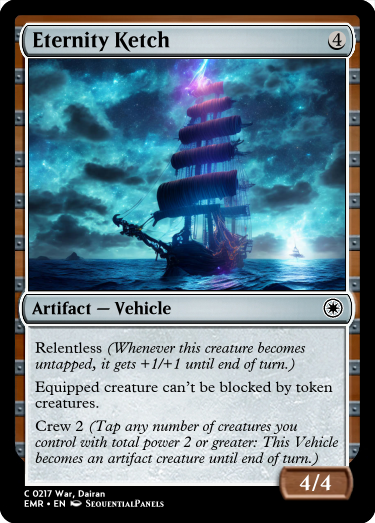 Eternity Ketch 4
Artifact — Vehicle
Relentless (Whenever this creature becomes
untapped, it gets +1/+1 until end of turn.)
Equipped creature can't be blocked by token
creatures.
Crew 2 (Tap any number of creatures you
control with total power 2 or greater: This Vehicle
becomes an artifact creature until end of turn.)
4/4
C 0217 War, Dairan
EMR • EN SequentialPanels